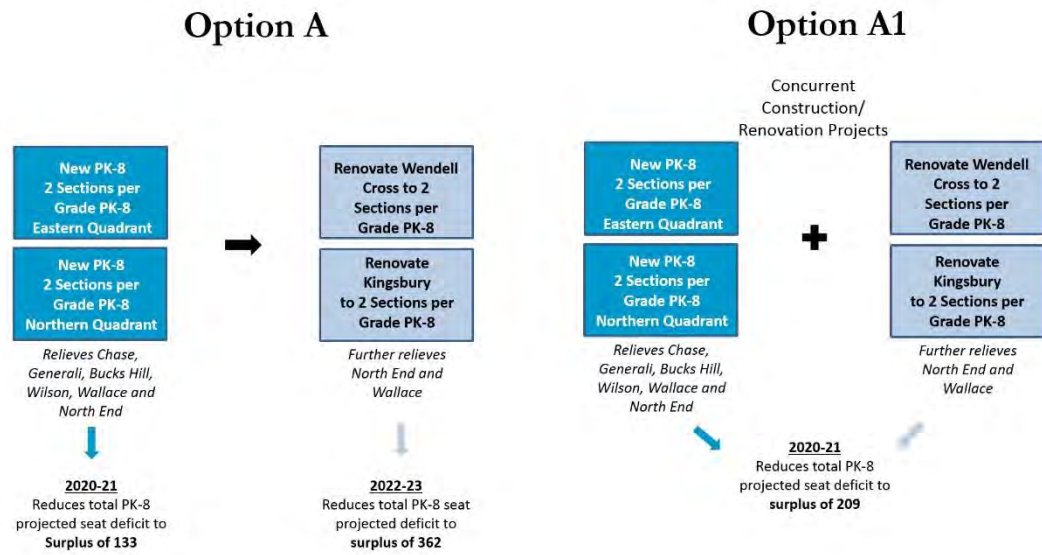 Option A
New PK-8
2 Sections per
Grade PK-8
Eastern Quadrant
New PK-8
2 Sections per
Grade PK-8
Northern Quadrant
Relieves Chase,
Generali, Bucks Hill,
Wilson, Wallace and
North End
2020-21
Reduces total PK-8
projected seat deficit to
Surplus of 133
Renovate Wendell
Cross to 2
Sections per
Grade PK-8
Renovate
Kingsbury
to 2 Sections per
Grade PK-8
Further relieves
North End and
Wallace
2022-23
Reduces total PK-8 seat
projected deficit to
surplus of 362
Option A1
Concurrent
Construction/
Renovation Projects
New PK-8
2 Sections per
Grade PK-8
Eastern Quadrant
New PK-8
2 Sections per
Grade PK-8
Northern Quadrant
Relieves Chase,
Generali, Bucks Hill,
Wilson, Wallace and
North End
Renovate Wendell
Cross to 2
Sections per
Grade PK-8
Renovate
Kingsbury
to 2 Sections per
Grade PK-8
Further relieves
North End and
Wallace
2020-21
Reduces total PK-8
projected seat deficit to
surplus of 209